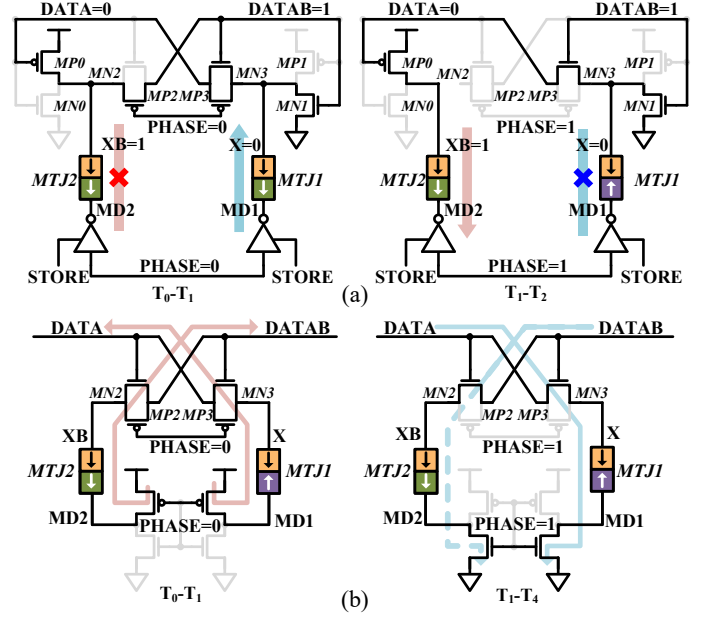 DATA=0 DATAB=1
MP0 MN2 MN3 MP1
MN0 MP2 MP3 MN1
PHASE=0
XB=1 X=0
MTJ2 MTJ1
MD2 MD1
STORE PHASE=0 STORE
T0-T1
DATA=0 DATAB=1
MP0 MN2 MN3 MP1
MN0 MP2 MP3 MN1
PHASE=1
XB=1 X=0
MTJ2 MTJ1
MD2 MD1
STORE PHASE=1 STORE
T1-T2
(a)
DATA DATAB
MN2 MN3
MP2 MP3
XB PHASE=0 X
MTJ2 MTJ1
MD2 PHASE=0 MD1
T0-T1
DATA DATAB
MN2 MN3
MP2 MP3
XB PHASE=1 X
MTJ2 MTJ1
MD2 PHASE=1 MD1
T1-T4
(b)